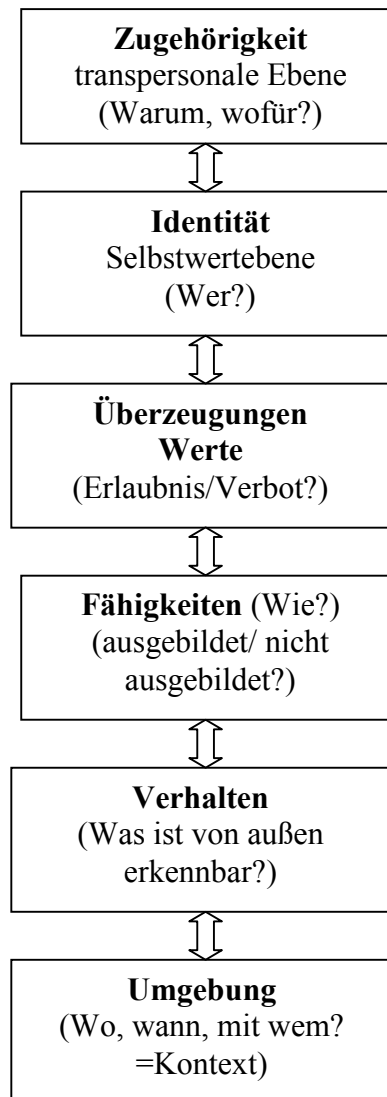 Zugehörigkeit
transpersonale Ebene
(Warum, wofür?)
Identität
Selbstwertebene
(Wer?)
Überzeugungen
Werte
(Erlaubnis/Verbot?)
Fähigkeiten (Wie?)
(ausgebildet/ nicht
ausgebildet?)
Verhalten
(Was ist von außen
erkennbar?)
Umgebung
(Wo, wann, mit wem?
=Kontext)